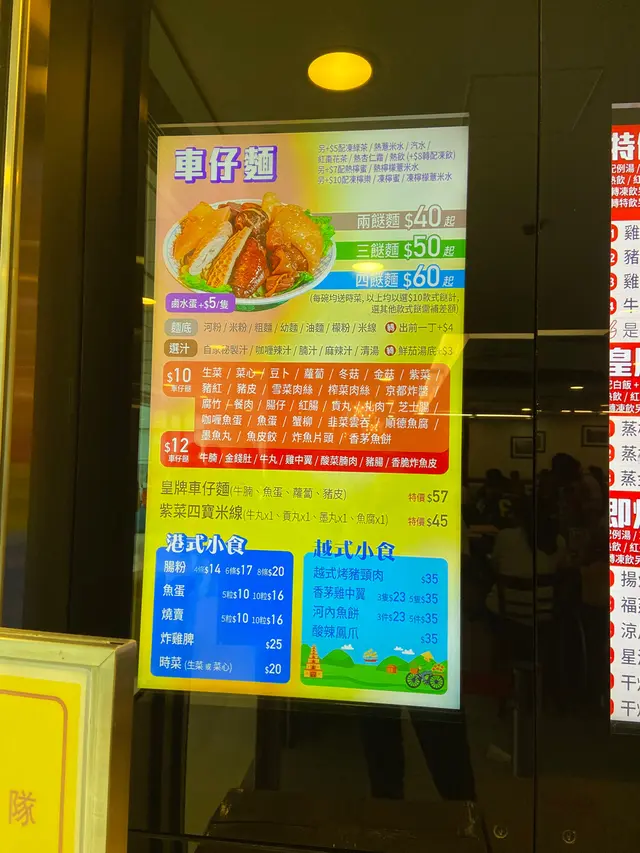 車仔麵
另+$5配凍綠茶 / 熱薏米水 / 汽水 /
紅棗花茶 / 熱杏仁霜 / 熱飲 (+$8轉配凍飲)
另+$7配熱檸蜜 / 熱檸檬薏米水
另+$10配凍檸樂 / 凍檸蜜 / 凍檸檬薏米水
兩餸麵 $40起
三餸麵 $50起
四餸麵 $60起
(每碗均送時菜, 以上均以選$10款式餸計,
選其他款式餸需補差額)
鹵水蛋+$5/隻
麵底 河粉 / 米粉 / 粗麵 / 幼麵 / 油麵 / 檬粉 / 米線 轉 出前一丁+$4
選汁 自家秘製汁 / 咖喱辣汁 / 腩汁 / 麻辣汁 / 清湯 轉 鮮茄湯底+$3
$10
車仔麵
生菜 / 菜心 / 豆卜 / 蘿蔔 / 冬菇 / 金菇 / 紫菜 /
豬紅 / 豬皮 / 雪菜肉絲 / 榨菜肉絲 / 京都炸醬
腐竹 / 餐肉 / 腸仔 / 紅腸 / 貢丸 / 扎肉 / 芝士腸 /
咖喱魚蛋 / 魚蛋 / 蟹柳 / 韭菜雲吞 / 順德魚腐 /
墨魚丸 / 魚皮餃 / 炸魚片頭 / 香茅魚餅
$12
車仔麵
牛腩 / 金錢肚 / 牛丸 / 雞中翼 / 酸菜腩肉 / 豬腸 / 香脆炸魚皮
皇牌車仔麵(牛腩、魚蛋、蘿蔔、豬皮) 特價 $57
紫菜四寶米線(牛丸x1、貢丸x1、墨丸x1、魚腐x1) 特價 $45
港式小食
腸粉 4條$14 6條$17 8條$20
魚蛋 5粒$10 10粒$16
燒賣 5粒$10 10粒$16
炸雞脾 $25
時菜 (生菜 或 菜心) $20
越式小食
越式烤豬頸肉 $35
香茅雞中翼 3隻$23 5隻$35
河內魚餅 3件$23 5件$35
酸辣鳳爪 $35
隊